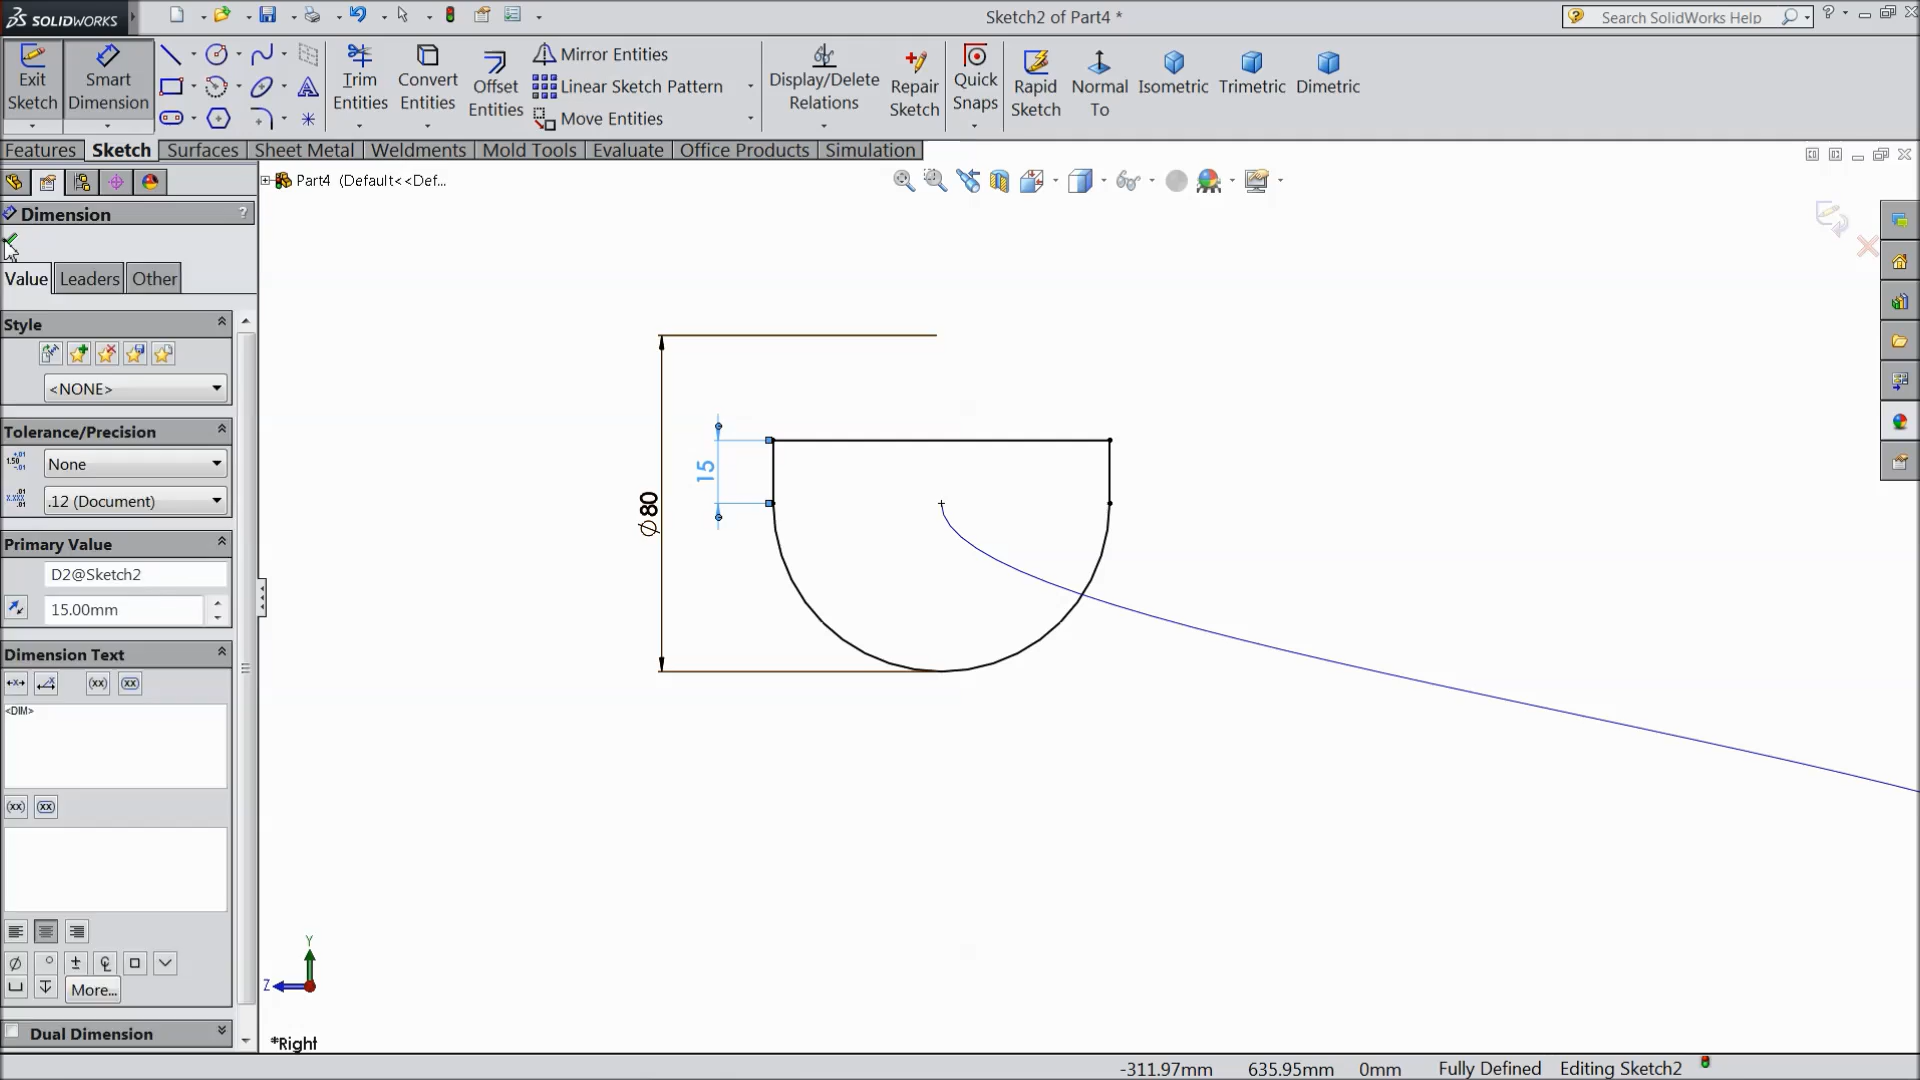 SOLIDWORKS
Sketch2 of Part4 *
Search SolidWorks Help
Exit Sketch
Smart Dimension
Trim Entities
Convert Entities
Offset Entities
Mirror Entities
Linear Sketch Pattern
Move Entities
Display/Delete Relations
Repair Sketch
Quick Snaps
Rapid Sketch
Normal To
Isometric
Trimetric
Dimetric
Features Sketch Surfaces Sheet Metal Weldments Mold Tools Evaluate Office Products Simulation
Part4 (Default<<Def...
Dimension ?
Value Leaders Other
Style
<NONE>
Tolerance/Precision
None
.12 (Document)
Primary Value
D2@Sketch2
15.00mm
Dimension Text
<DIM>
More...
Dual Dimension
15
∅80
Y
Z
*Right
-311.97mm 635.95mm 0mm Fully Defined Editing Sketch2